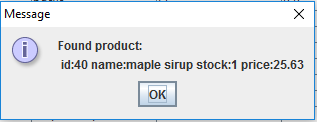 Message
Found product:
id:40 name:maple sirup stock:1 price:25.63
OK